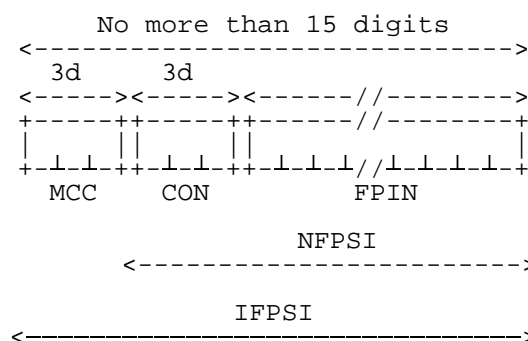 No more than 15 digits
<------------------------------>
3d 3d
<-----><-----><------//-------->
+-----++-----++------//--------+
| || || |
+-┴-┴-++-┴-┴-++-┴-┴-┴-//┴-┴-┴-┴-+
MCC CON FPIN
NFPSI
<------------------------>
IFPSI
<------------------------------->